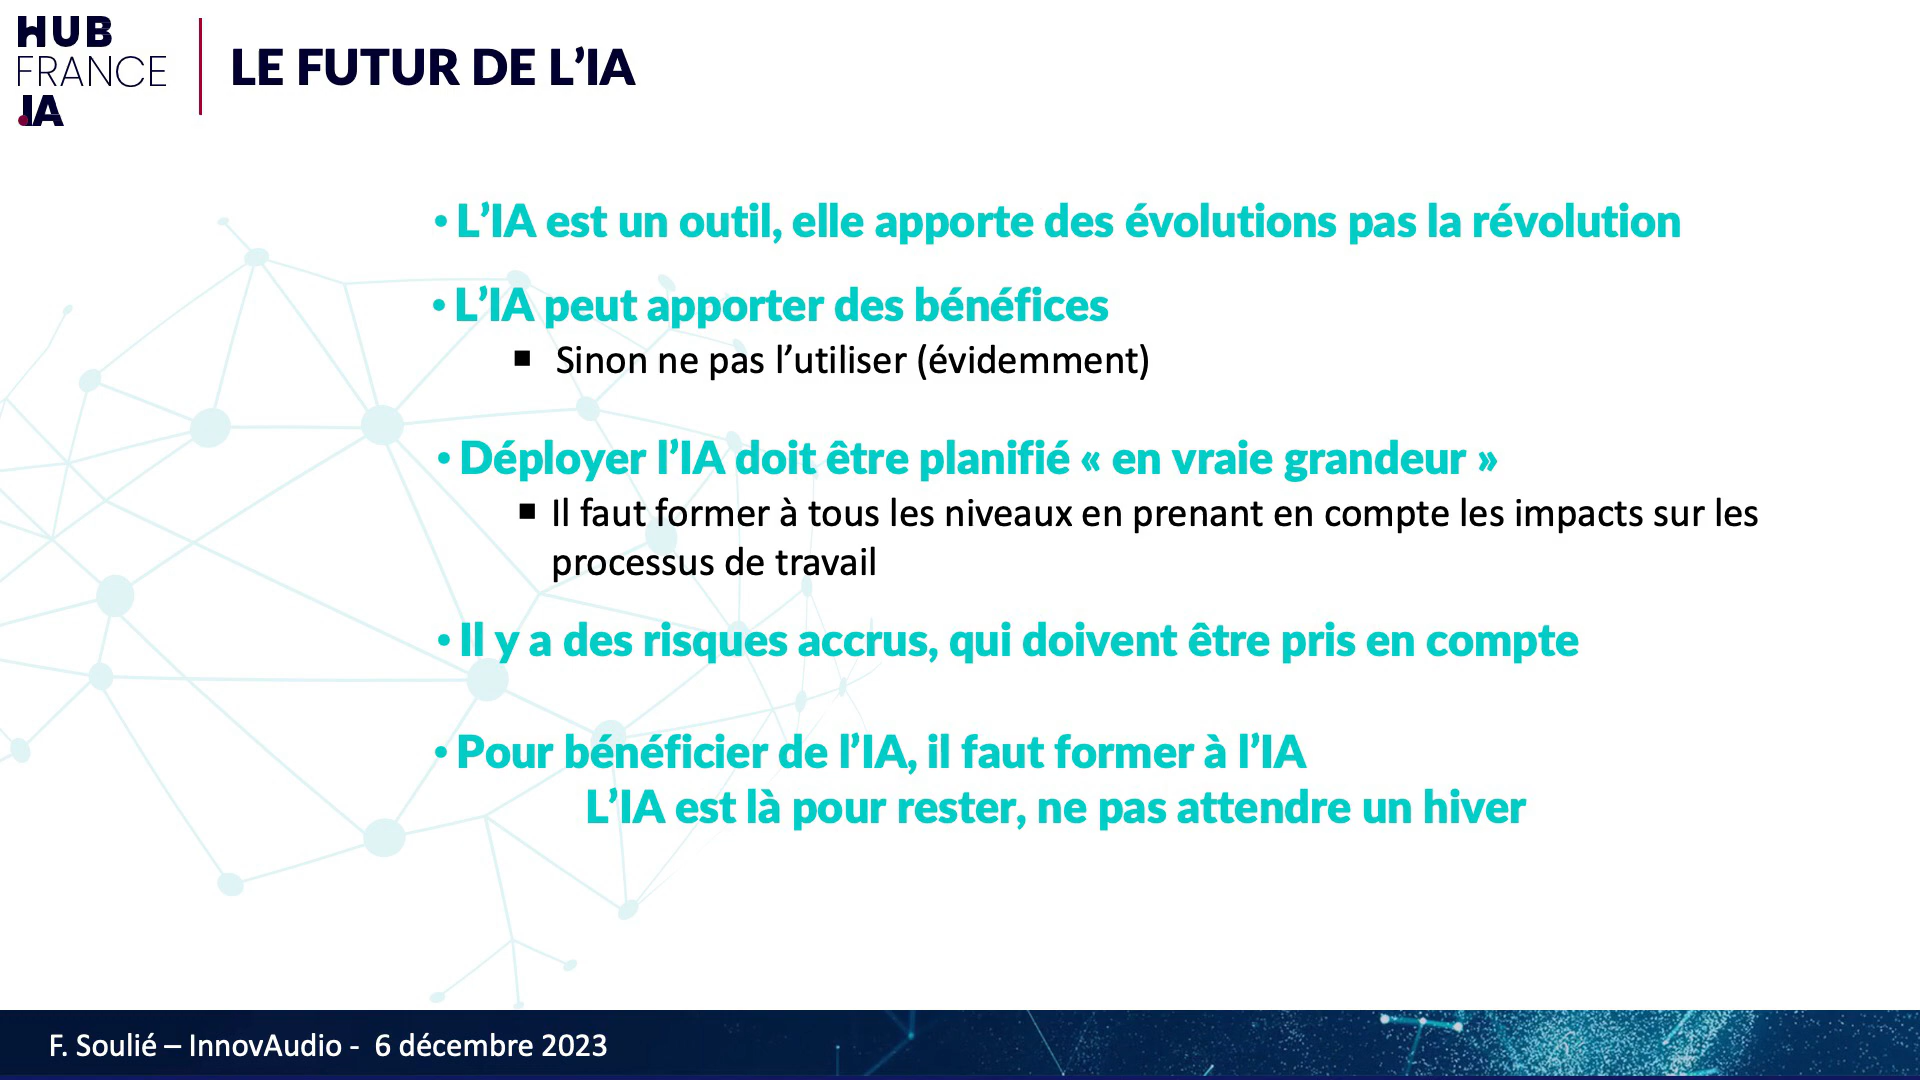 HUB
FRANCE
.IA
LE FUTUR DE L’IA
• L’IA est un outil, elle apporte des évolutions pas la révolution
• L’IA peut apporter des bénéfices
▪ Sinon ne pas l’utiliser (évidemment)
• Déployer l’IA doit être planifié « en vraie grandeur »
▪ Il faut former à tous les niveaux en prenant en compte les impacts sur les
processus de travail
• Il y a des risques accrus, qui doivent être pris en compte
• Pour bénéficier de l’IA, il faut former à l’IA
L’IA est là pour rester, ne pas attendre un hiver
F. Soulié – InnovAudio - 6 décembre 2023